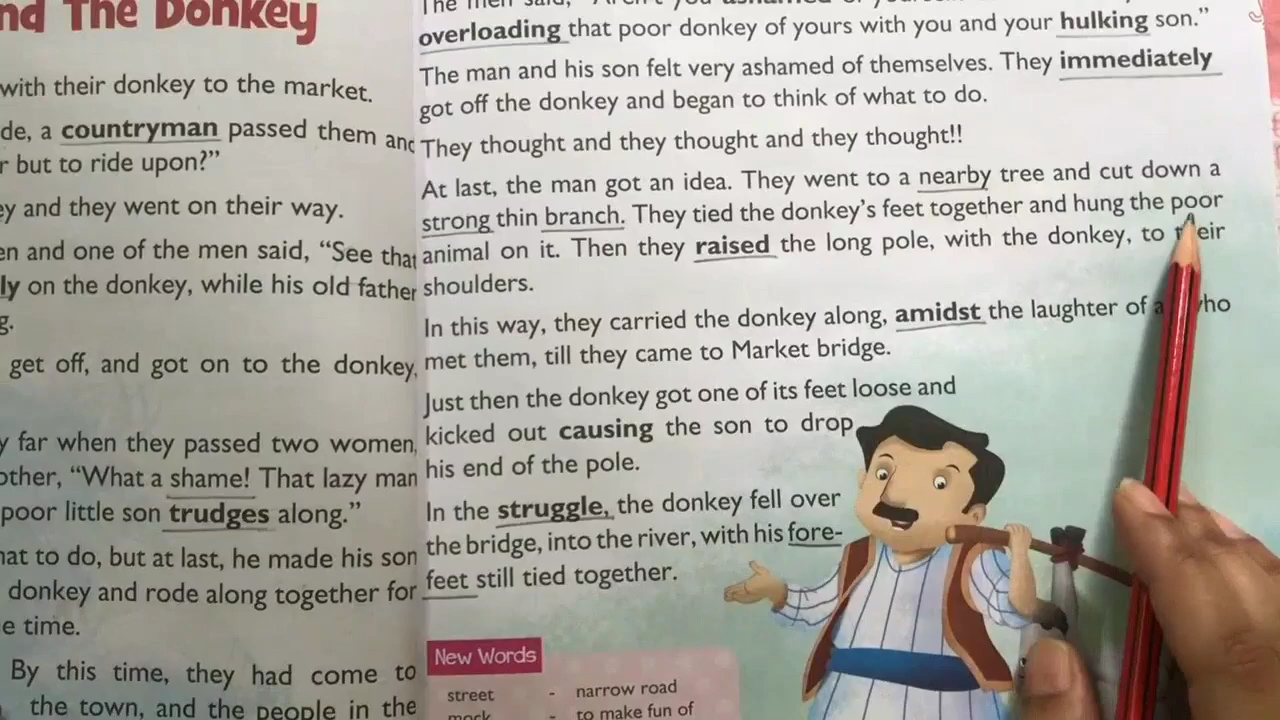 nd The Donkey
with their donkey to the market.
de, a countryman passed them and
r but to ride upon?”
ey and they went on their way.
en and one of the men said, “See that
ly on the donkey, while his old father
g.
get off, and got on to the donkey,
y far when they passed two women,
other, “What a shame! That lazy man
poor little son trudges along.”
hat to do, but at last, he made his son
donkey and rode along together for
e time.
By this time, they had come to
the town, and the people in the
The men said, “Aren't you ashamed of
overloading that poor donkey of yours with you and your hulking son.”
The man and his son felt very ashamed of themselves. They immediately
got off the donkey and began to think of what to do.
They thought and they thought and they thought!!
At last, the man got an idea. They went to a nearby tree and cut down a
strong thin branch. They tied the donkey’s feet together and hung the poor
animal on it. Then they raised the long pole, with the donkey, to their
shoulders.
In this way, they carried the donkey along, amidst the laughter of who
met them, till they came to Market bridge.
Just then the donkey got one of its feet loose and
kicked out causing the son to drop
his end of the pole.
In the struggle, the donkey fell over
the bridge, into the river, with his fore-
feet still tied together.
New Words
street - narrow road
mock - to make fun of